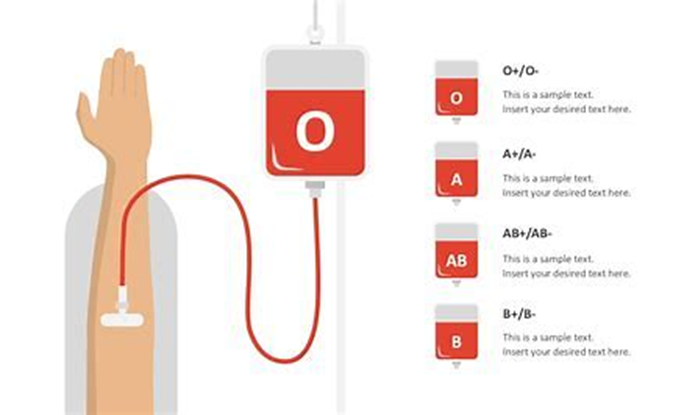 O
O
O+/O-
This is a sample text.
Insert your desired text here.
A
A+/A-
This is a sample text.
Insert your desired text here.
AB
AB+/AB-
This is a sample text.
Insert your desired text here.
B
B+/B-
This is a sample text.
Insert your desired text here.